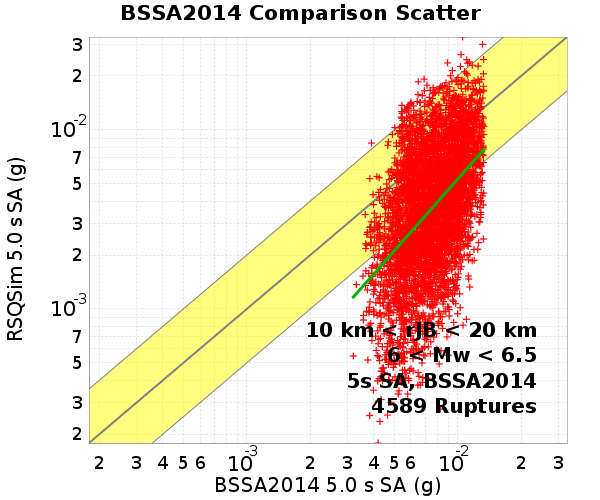 BSSA2014 Comparison Scatter
RSQSim 5.0 s SA (g)
3
2
10-2
7
5
3
2
10-3
7
5
3
2
10 km < rJB < 20 km
6 < Mw < 6.5
5s SA, BSSA2014
4589 Ruptures
2 3 4 5 6 10-3 2 3 4 5 6 10-2 2 3
BSSA2014 5.0 s SA (g)